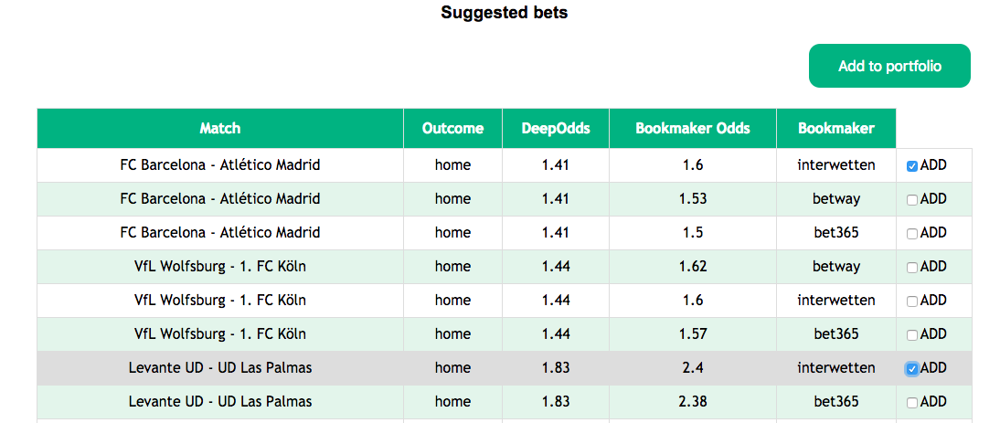 Suggested bets
Add to portfolio
Match Outcome DeepOdds Bookmaker Odds Bookmaker
FC Barcelona - Atlético Madrid home 1.41 1.6 interwetten ADD
FC Barcelona - Atlético Madrid home 1.41 1.53 betway ADD
FC Barcelona - Atlético Madrid home 1.41 1.5 bet365 ADD
VfL Wolfsburg - 1. FC Köln home 1.44 1.62 betway ADD
VfL Wolfsburg - 1. FC Köln home 1.44 1.6 interwetten ADD
VfL Wolfsburg - 1. FC Köln home 1.44 1.57 bet365 ADD
Levante UD - UD Las Palmas home 1.83 2.4 interwetten ADD
Levante UD - UD Las Palmas home 1.83 2.38 bet365 ADD